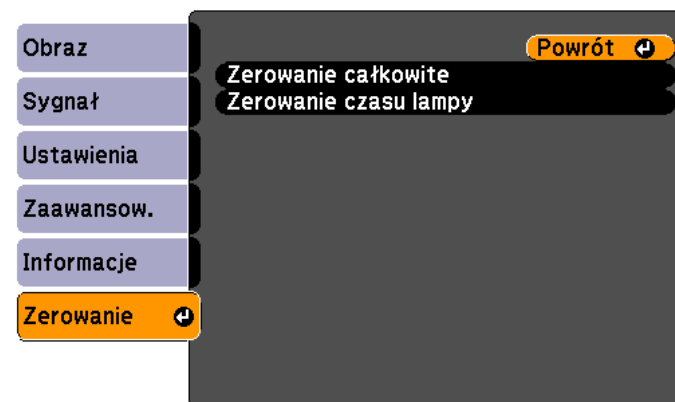 Obraz
Sygnał
Ustawienia
Zaawansow.
Informacje
Zerowanie
Powrót
Zerowanie całkowite
Zerowanie czasu lampy